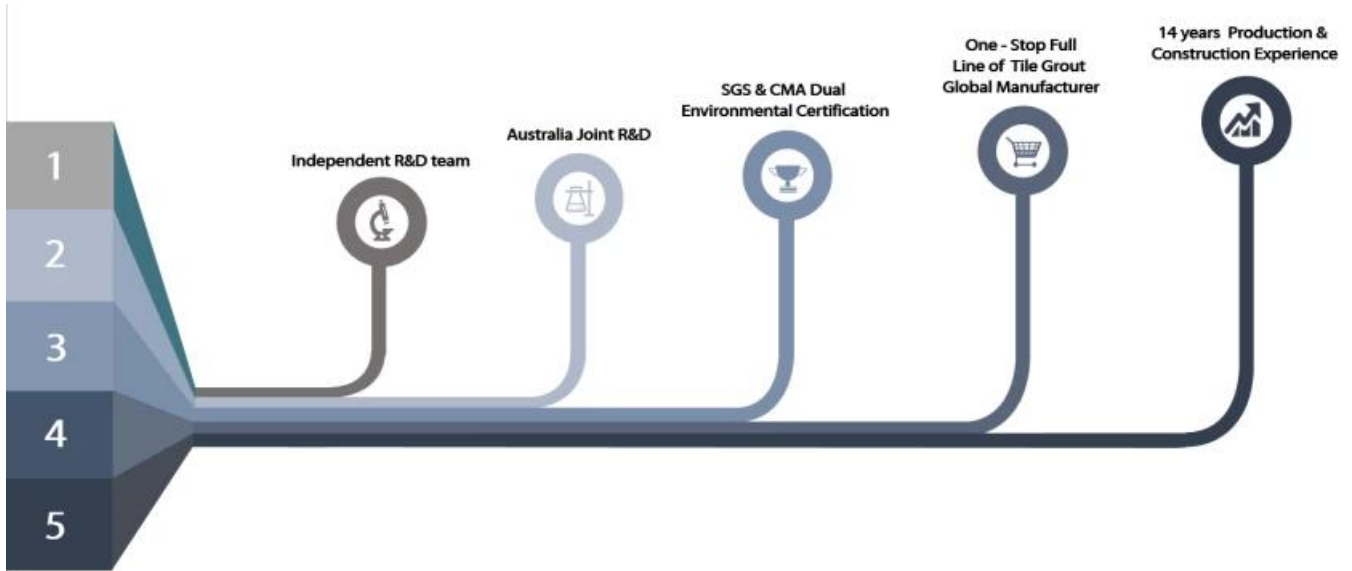 1
2
3
4
5
Independent R&D team
Australia Joint R&D
SGS & CMA Dual
Environmental Certification
One - Stop Full
Line of Tile Grout
Global Manufacturer
14 years Production &
Construction Experience